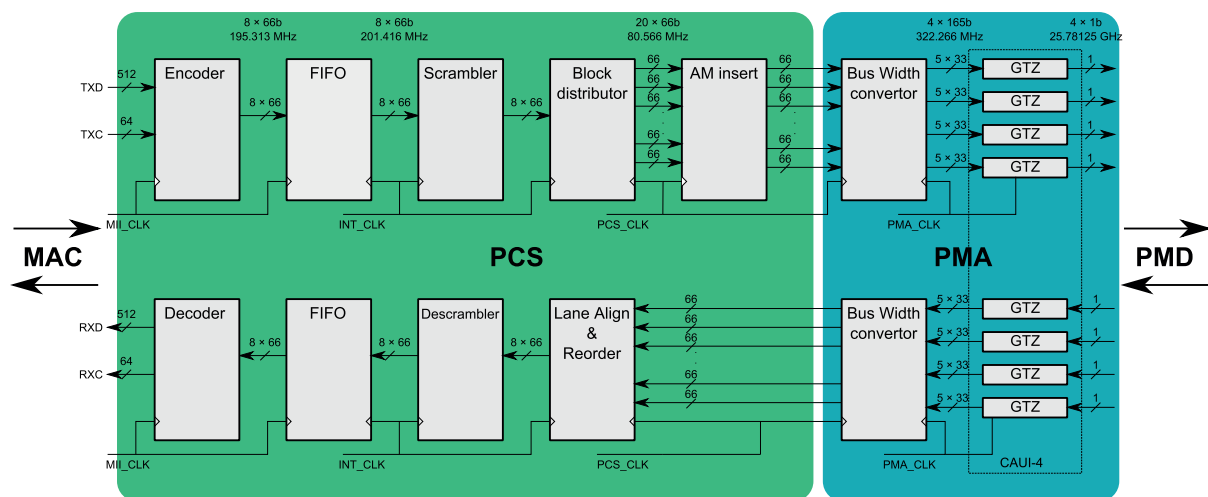 8 × 66b
195.313 MHz
8 × 66b
201.416 MHz
20 × 66b
80.566 MHz
4 × 165b
322.266 MHz
4 × 1b
25.78125 GHz
Encoder
FIFO
Scrambler
Block
distributor
AM insert
Bus Width
convertor
TXD
512
TXC
64
8 × 66
8 × 66
8 × 66
66
66
66
66
66
66
66
66
66
66
5 × 33
5 × 33
5 × 33
5 × 33
GTZ
GTZ
GTZ
GTZ
1
1
1
1
MII_CLK
INT_CLK
PCS_CLK
PMA_CLK
MAC
PCS
PMA
PMD
Decoder
FIFO
Descrambler
Lane Align
&
Reorder
Bus Width
convertor
RXD
512
RXC
64
8 × 66
8 × 66
8 × 66
66
66
66
66
66
5 × 33
5 × 33
5 × 33
5 × 33
GTZ
GTZ
GTZ
GTZ
1
1
1
1
MII_CLK
INT_CLK
PCS_CLK
PMA_CLK
CAUI-4